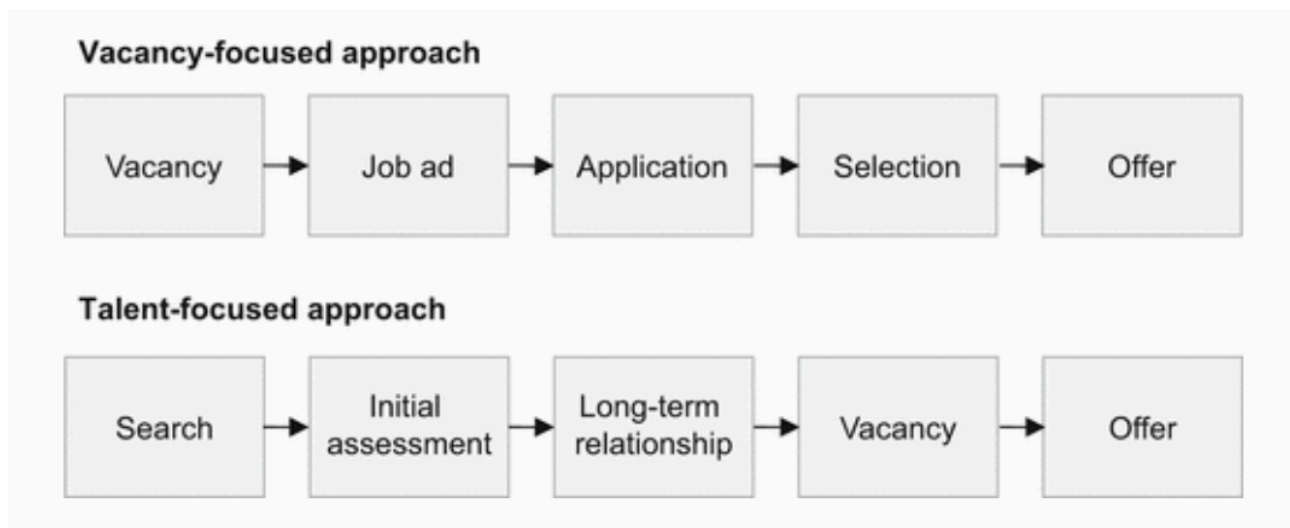 Vacancy-focused approach
Vacancy
Job ad
Application
Selection
Offer
Talent-focused approach
Search
Initial
assessment
Long-term
relationship
Vacancy
Offer